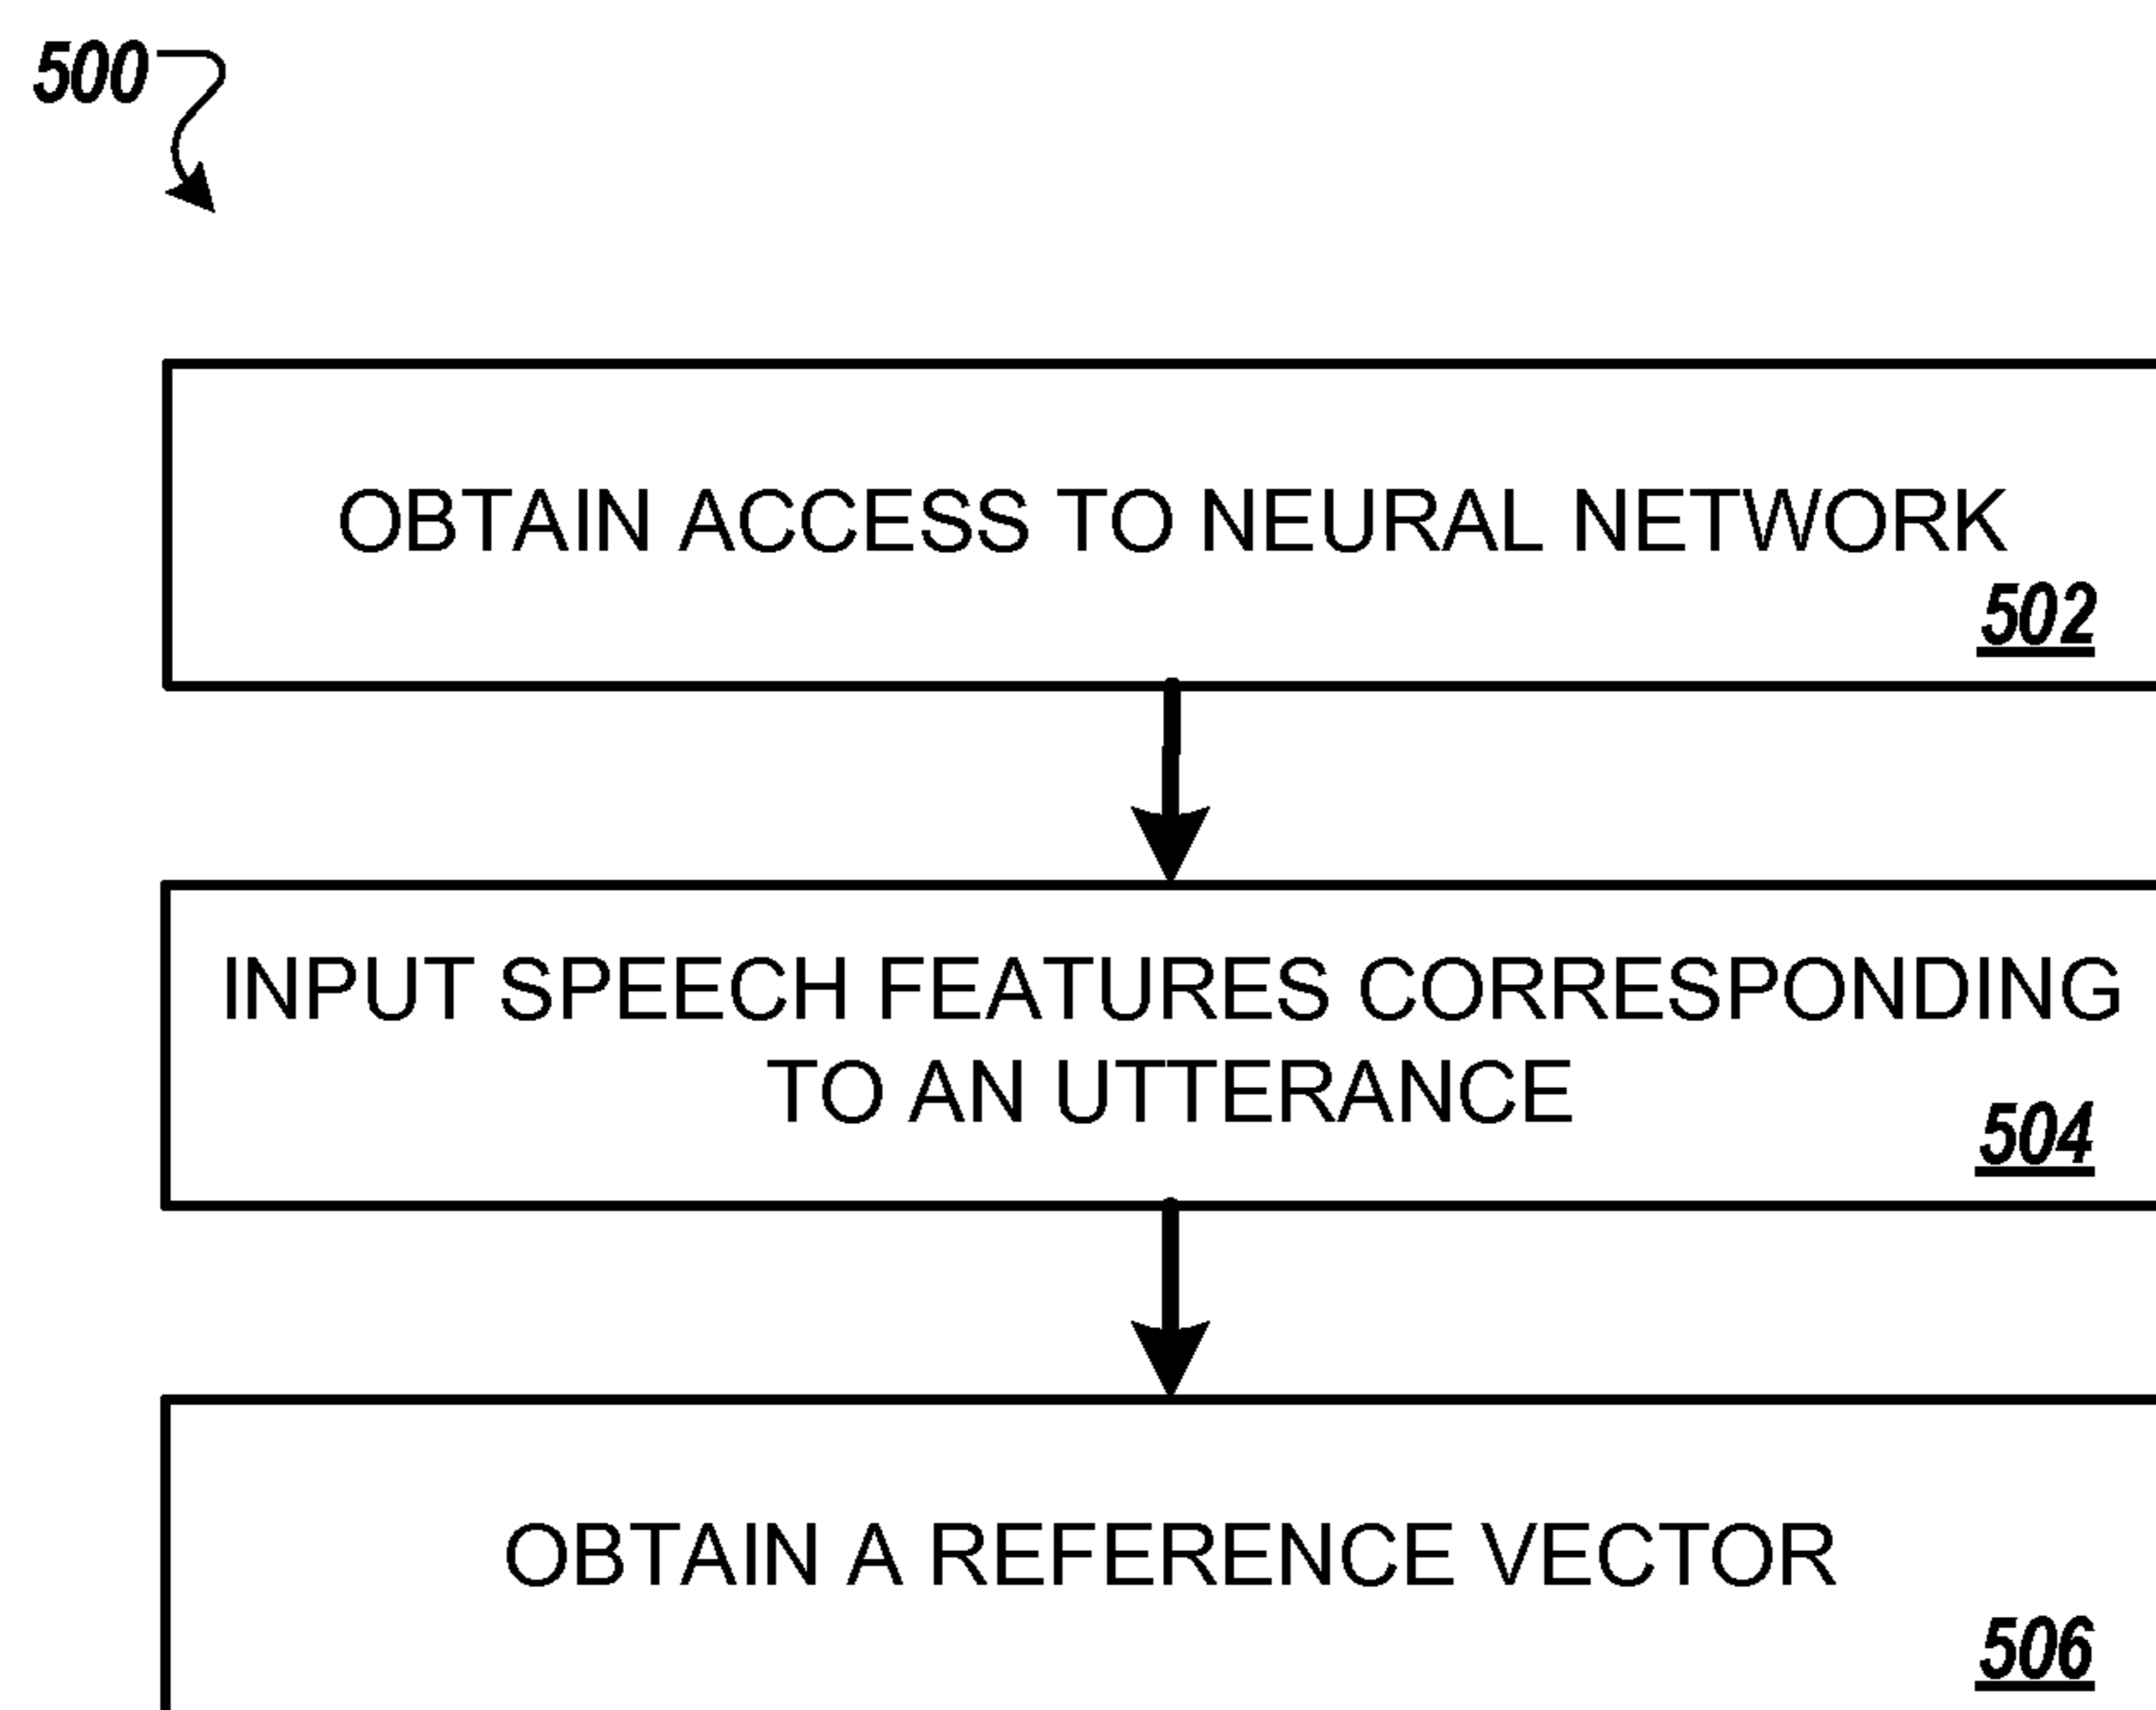 500
OBTAIN ACCESS TO NEURAL NETWORK
502
INPUT SPEECH FEATURES CORRESPONDING
TO AN UTTERANCE
504
OBTAIN A REFERENCE VECTOR
506